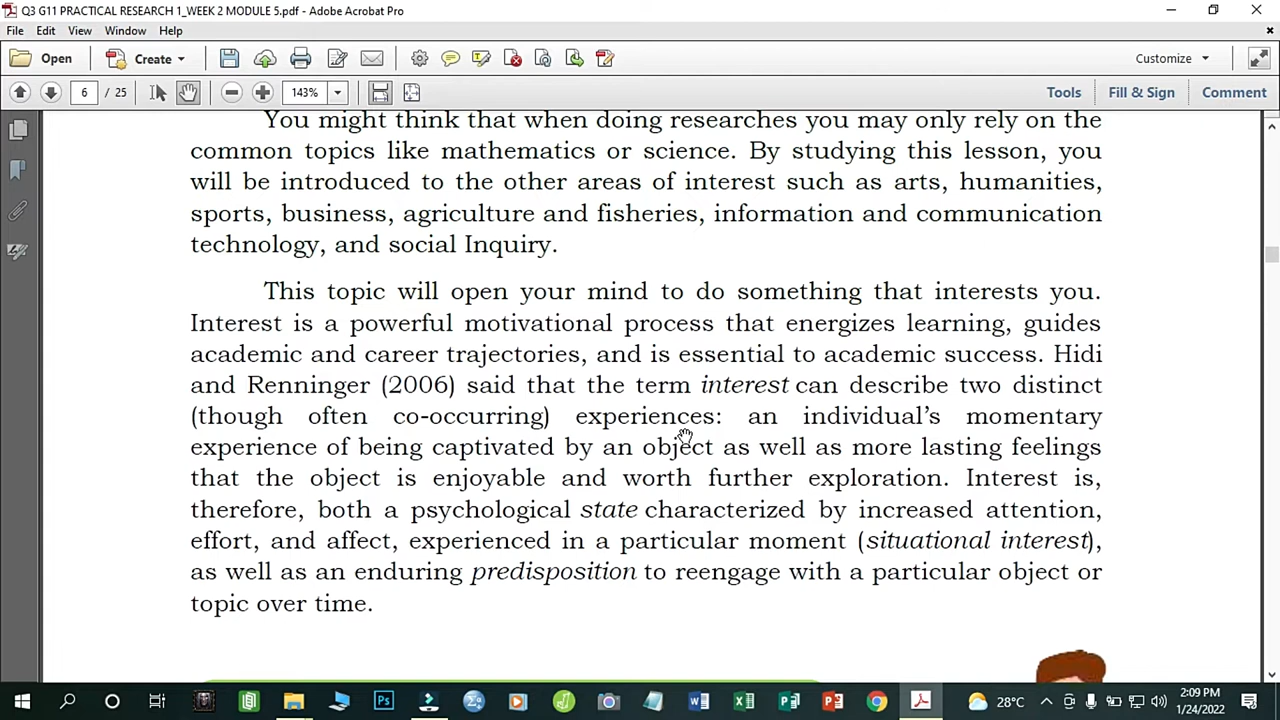 Q3 G11 PRACTICAL RESEARCH 1_WEEK 2 MODULE 5.pdf - Adobe Acrobat Pro
File Edit View Window Help
Open Create Customize
6 / 25 143% Tools Fill & Sign Comment
You might think that when doing researches you may only rely on the
common topics like mathematics or science. By studying this lesson, you
will be introduced to the other areas of interest such as arts, humanities,
sports, business, agriculture and fisheries, information and communication
technology, and social Inquiry.
This topic will open your mind to do something that interests you.
Interest is a powerful motivational process that energizes learning, guides
academic and career trajectories, and is essential to academic success. Hidi
and Renninger (2006) said that the term interest can describe two distinct
(though often co-occurring) experiences: an individual's momentary
experience of being captivated by an object as well as more lasting feelings
that the object is enjoyable and worth further exploration. Interest is,
therefore, both a psychological state characterized by increased attention,
effort, and affect, experienced in a particular moment (situational interest),
as well as an enduring predisposition to reengage with a particular object or
topic over time.
28°C
2:09 PM
1/24/2022